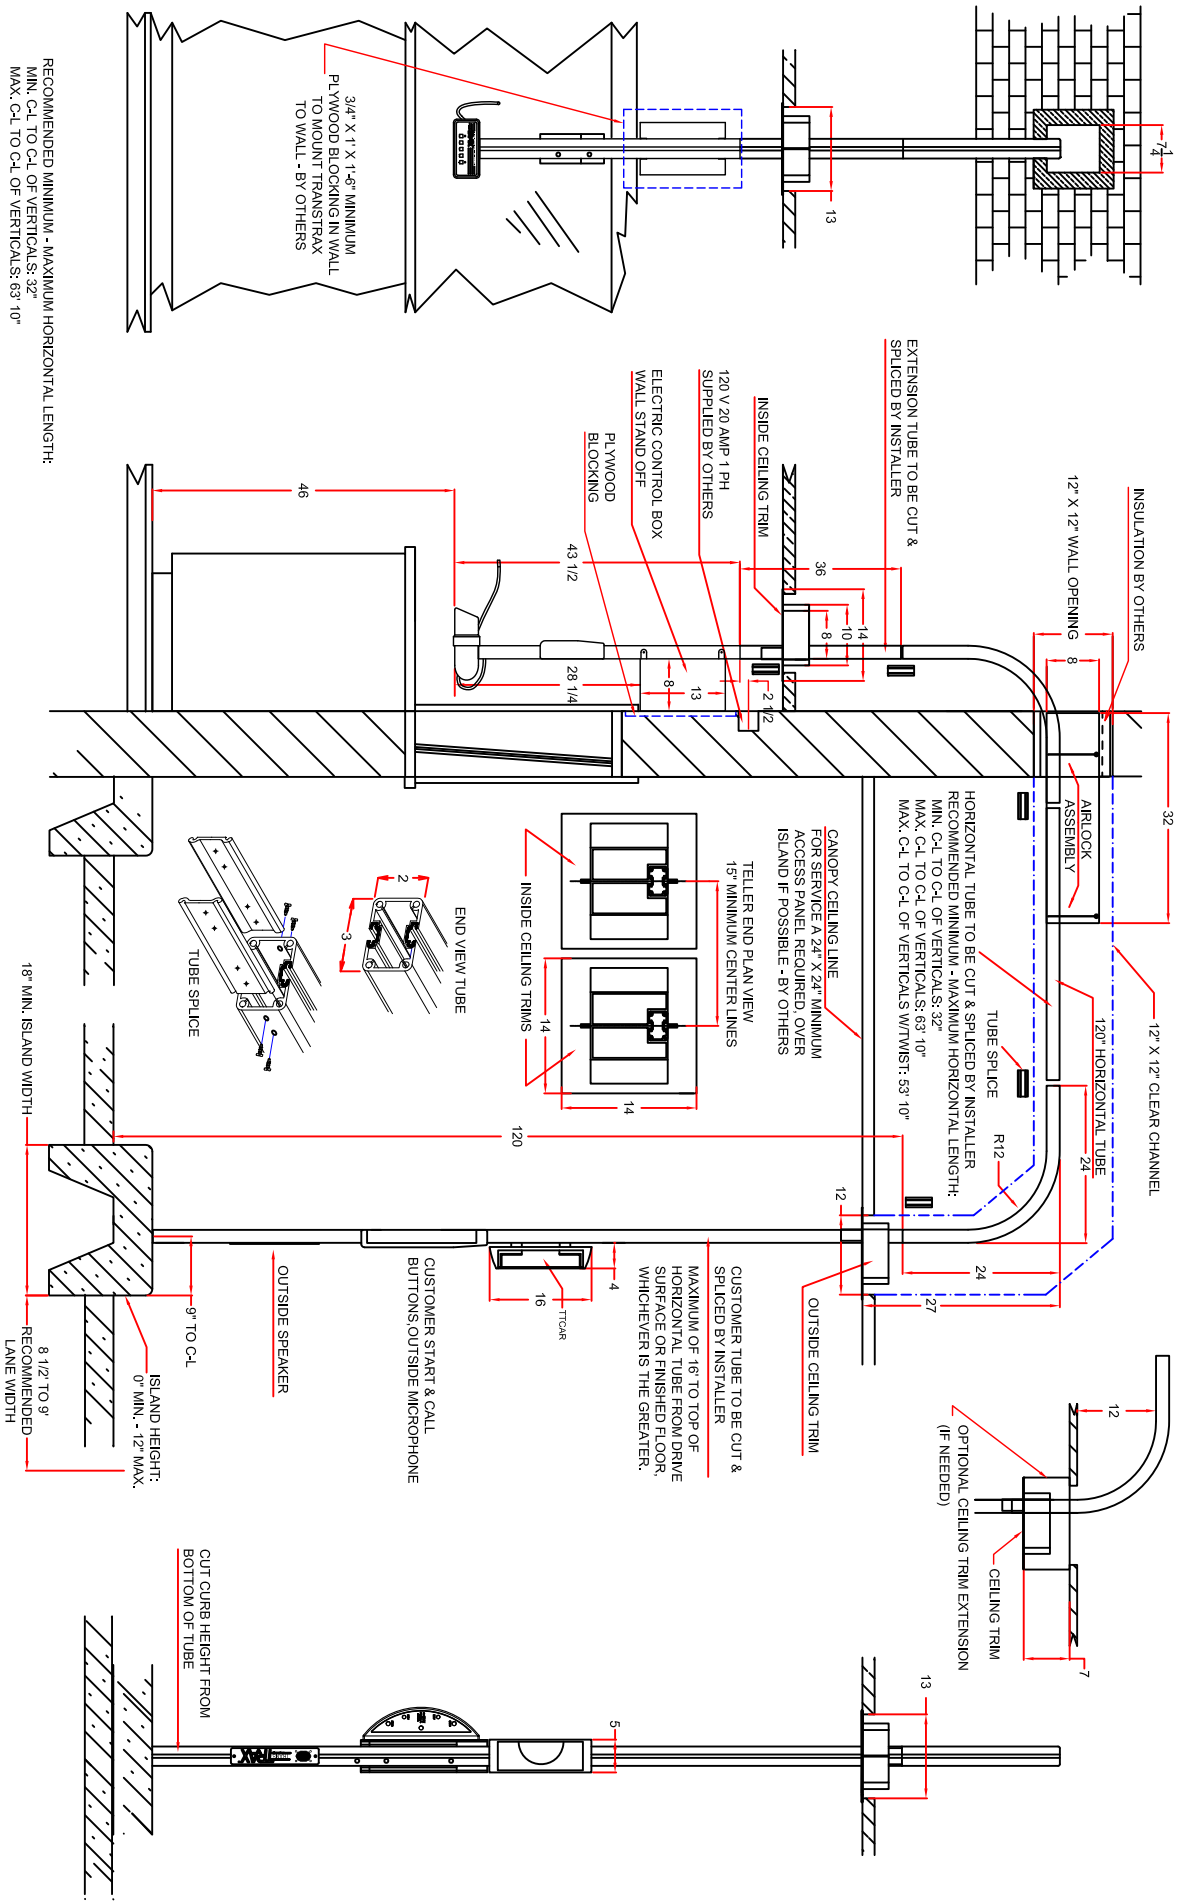 7 1/4
13
3/4" X 1' X 1'-6" MINIMUM
PLYWOOD BLOCKING IN WALL
TO MOUNT TRANSTRAX
TO WALL - BY OTHERS
RECOMMENDED MINIMUM - MAXIMUM HORIZONTAL LENGTH:
MIN. C-L TO C-L OF VERTICALS: 32"
MAX. C-L TO C-L OF VERTICALS: 63' 10"
INSULATION BY OTHERS
12" X 12" WALL OPENING
EXTENSION TUBE TO BE CUT &
SPLICED BY INSTALLER
INSIDE CEILING TRIM
120 V 20 AMP 1 PH
SUPPLIED BY OTHERS
ELECTRIC CONTROL BOX
WALL STAND OFF
PLYWOOD
BLOCKING
46
43 1/2
36
14
10
8
28 1/4
8
13
2 1/2
8
32
AIRLOCK
ASSEMBLY
12" X 12" CLEAR CHANNEL
120" HORIZONTAL TUBE
HORIZONTAL TUBE TO BE CUT & SPLICED BY INSTALLER
RECOMMENDED MINIMUM - MAXIMUM HORIZONTAL LENGTH:
MIN. C-L TO C-L OF VERTICALS: 32"
MAX. C-L TO C-L OF VERTICALS: 63' 10"
MAX. C-L TO C-L OF VERTICALS W/TWIST: 53' 10"
TUBE SPLICE
R12
24
24
27
12
CANOPY CEILING LINE
FOR SERVICE A 24" X 24" MINIMUM
ACCESS PANEL REQUIRED, OVER
ISLAND IF POSSIBLE - BY OTHERS
TELLER END PLAN VIEW
15" MINIMUM CENTER LINES
INSIDE CEILING TRIMS
14
14
END VIEW TUBE
2
3
TUBE SPLICE
120
18" MIN. ISLAND WIDTH
OUTSIDE CEILING TRIM
CUSTOMER TUBE TO BE CUT &
SPLICED BY INSTALLER
MAXIMUM OF 16' TO TOP OF
HORIZONTAL TUBE FROM DRIVE
SURFACE OR FINISHED FLOOR,
WHICHEVER IS THE GREATER.
4
16
TTCAR
CUSTOMER START & CALL
BUTTONS, OUTSIDE MICROPHONE
OUTSIDE SPEAKER
9" TO C-L
ISLAND HEIGHT:
0" MIN. - 12" MAX.
8 1/2' TO 9'
RECOMMENDED
LANE WIDTH
12
OPTIONAL CEILING TRIM EXTENSION
(IF NEEDED)
CEILING TRIM
7
13
5
TRAX
CUT CURB HEIGHT FROM
BOTTOM OF TUBE